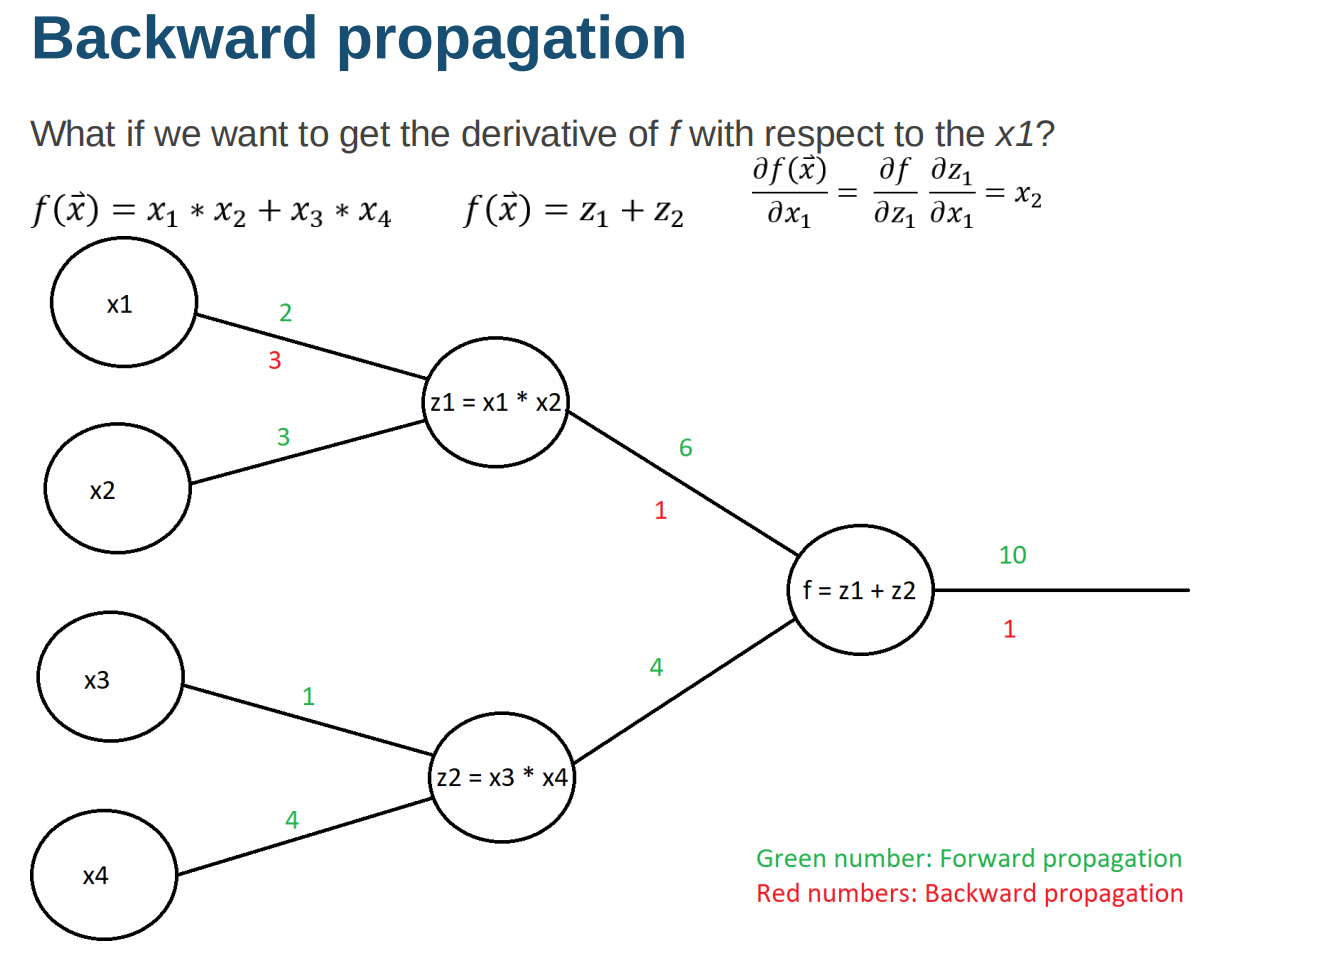 Backward propagation
What if we want to get the derivative of f with respect to the x1?
f(x⃗) = x₁ ∗ x₂ + x₃ ∗ x₄    f(x⃗) = z₁ + z₂    ∂f(x⃗)/∂x₁ = ∂f/∂z₁ ∂z₁/∂x₁ = x₂
x1
2
3
z1 = x1 * x2
3
x2
6
1
10
f = z1 + z2
1
4
x3
1
z2 = x3 * x4
4
x4
Green number: Forward propagation
Red numbers: Backward propagation